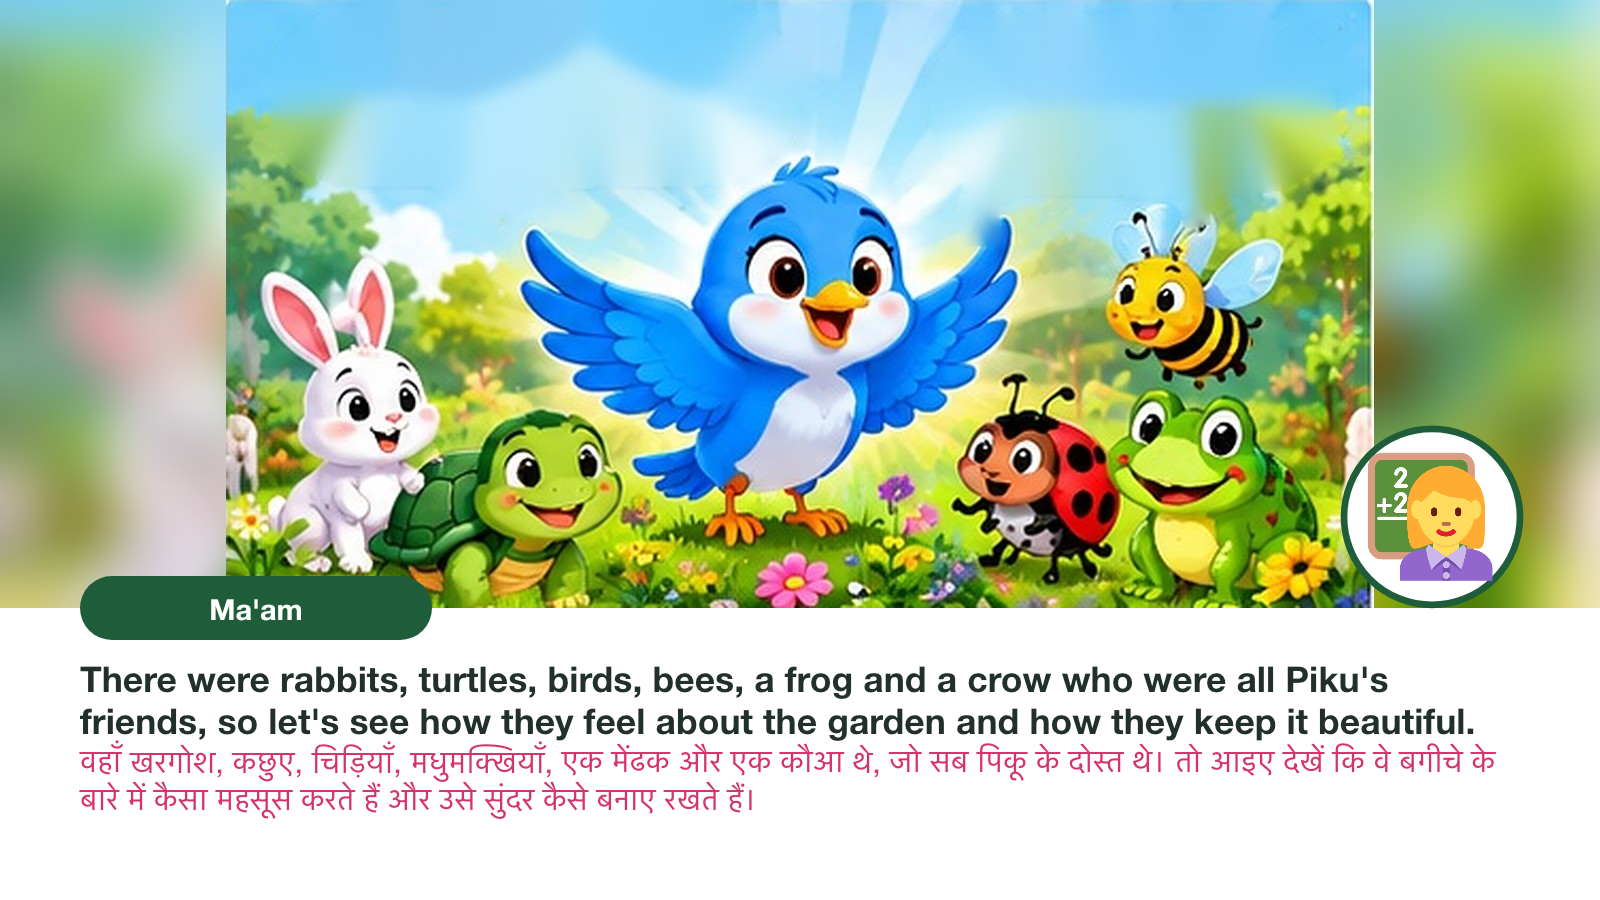 2
+2
Ma'am
There were rabbits, turtles, birds, bees, a frog and a crow who were all Piku's
friends, so let's see how they feel about the garden and how they keep it beautiful.
वहाँ खरगोश, कछुए, चिड़ियाँ, मधुमक्खियाँ, एक मेंढक और एक कौआ थे, जो सब पिकू के दोस्त थे। तो आइए देखें कि वे बगीचे के
बारे में कैसा महसूस करते हैं और उसे सुंदर कैसे बनाए रखते हैं।